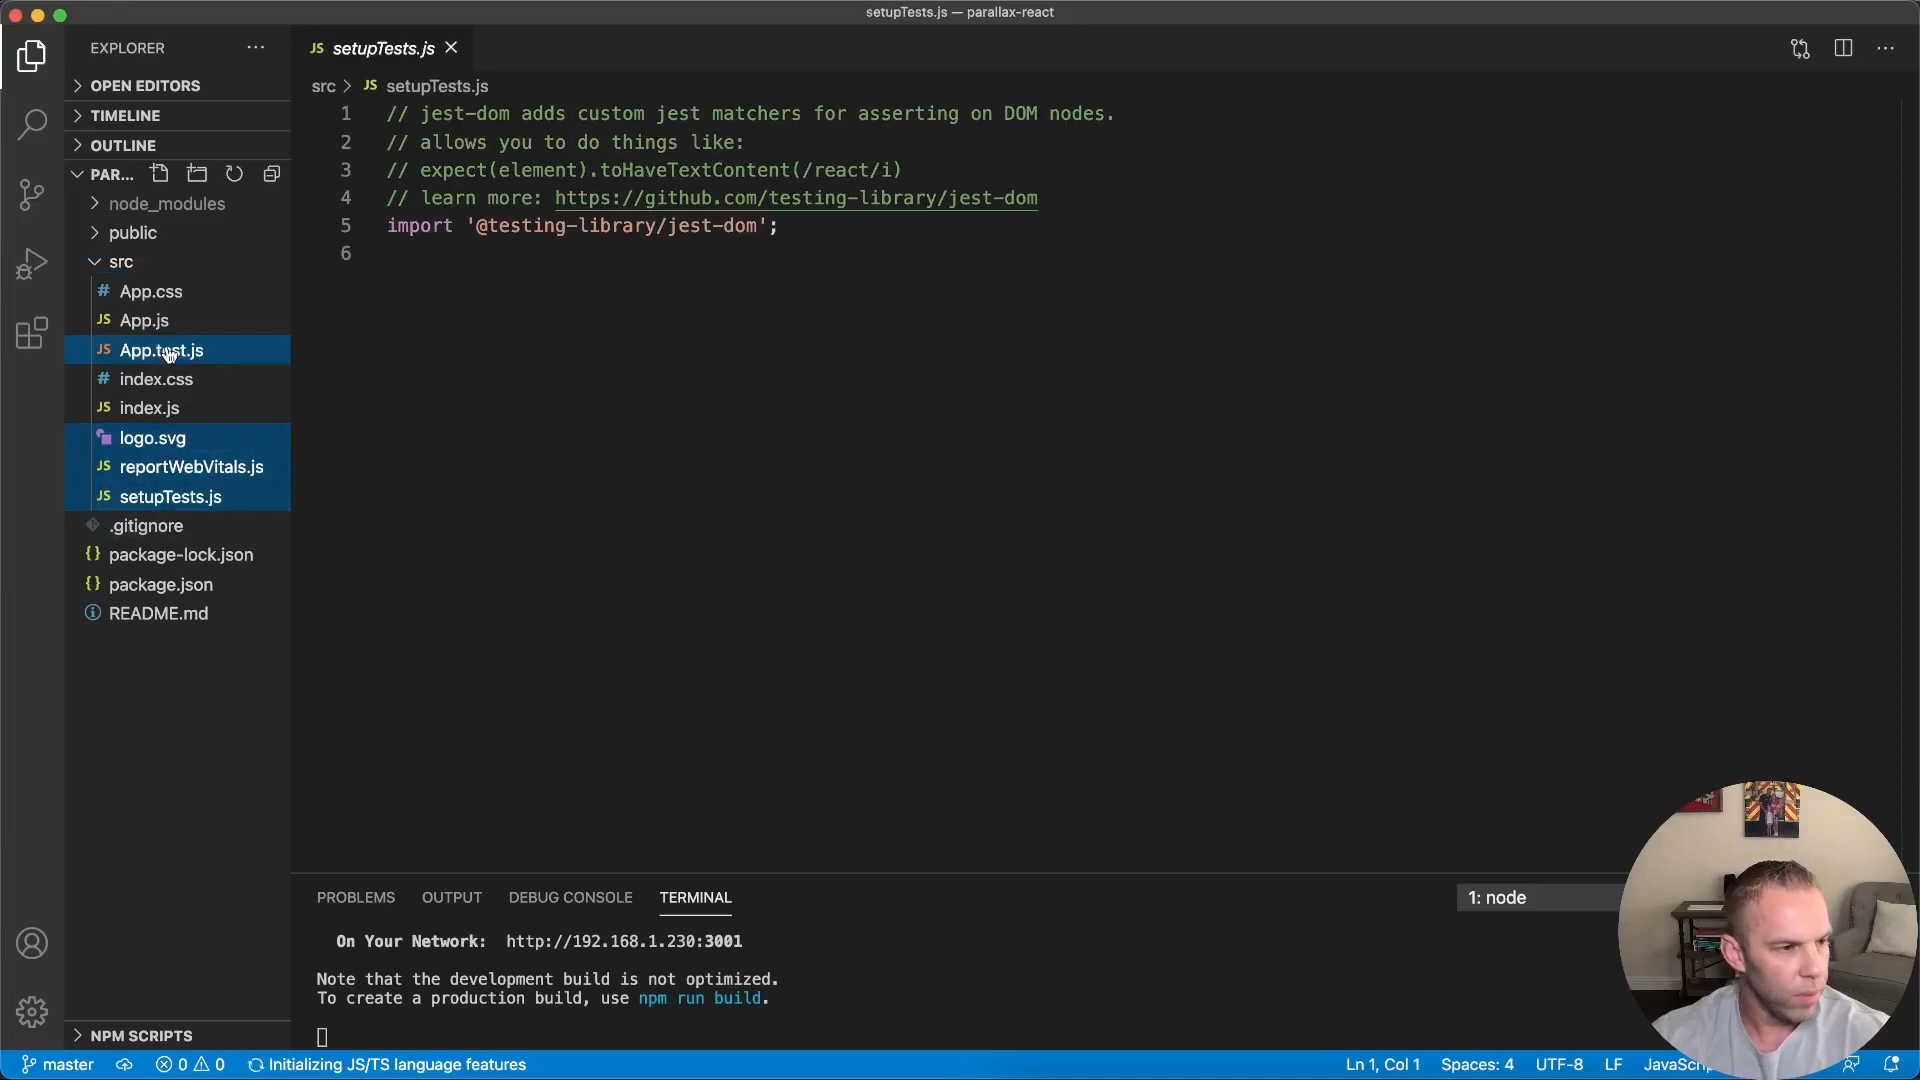 setupTests.js — parallax-react
EXPLORER
OPEN EDITORS
TIMELINE
OUTLINE
PAR...
node_modules
public
src
App.css
App.js
App.test.js
index.css
index.js
logo.svg
reportWebVitals.js
setupTests.js
.gitignore
package-lock.json
package.json
README.md
NPM SCRIPTS
JS setupTests.js
src > JS setupTests.js
1 // jest-dom adds custom jest matchers for asserting on DOM nodes.
2 // allows you to do things like:
3 // expect(element).toHaveTextContent(/react/i)
4 // learn more: https://github.com/testing-library/jest-dom
5 import '@testing-library/jest-dom';
6
PROBLEMS OUTPUT DEBUG CONSOLE TERMINAL 1: node
On Your Network: http://192.168.1.230:3001
Note that the development build is not optimized.
To create a production build, use npm run build.
master 0 0 Initializing JS/TS language features Ln 1, Col 1 Spaces: 4 UTF-8 LF